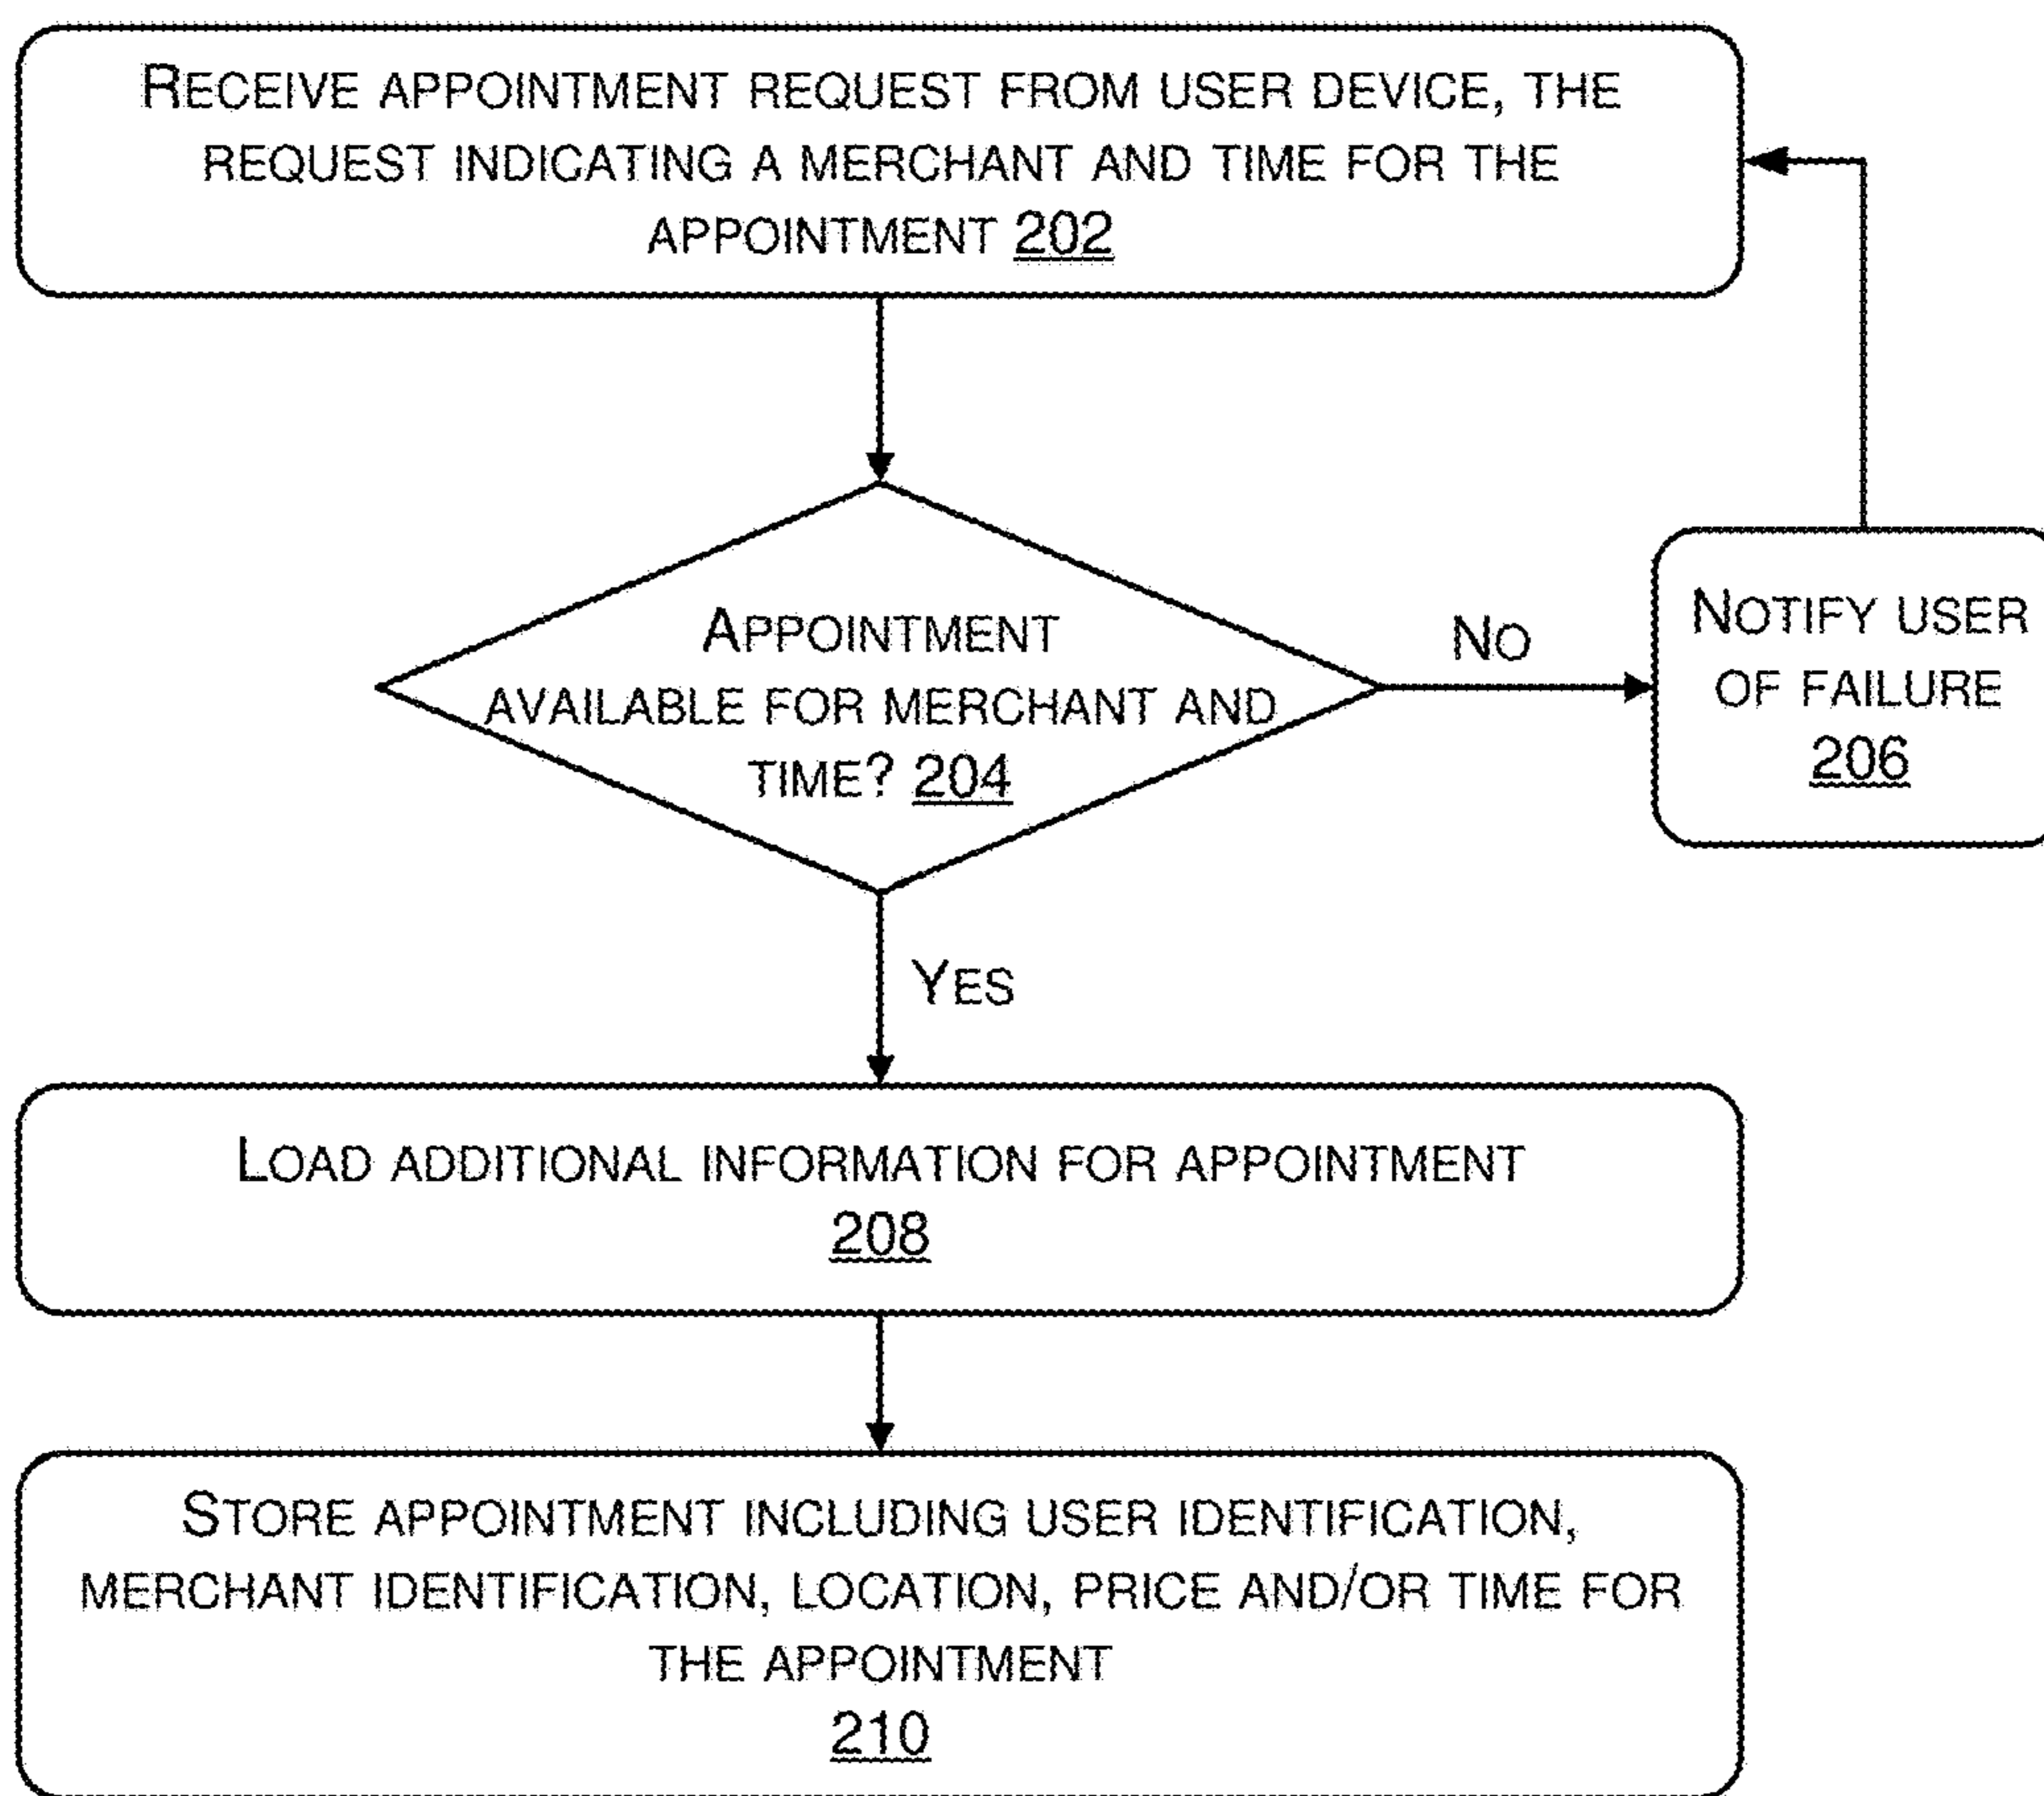 RECEIVE APPOINTMENT REQUEST FROM USER DEVICE, THE
REQUEST INDICATING A MERCHANT AND TIME FOR THE
APPOINTMENT 202
APPOINTMENT
AVAILABLE FOR MERCHANT AND
TIME? 204
NO
NOTIFY USER
OF FAILURE
206
YES
LOAD ADDITIONAL INFORMATION FOR APPOINTMENT
208
STORE APPOINTMENT INCLUDING USER IDENTIFICATION,
MERCHANT IDENTIFICATION, LOCATION, PRICE AND/OR TIME FOR
THE APPOINTMENT
210